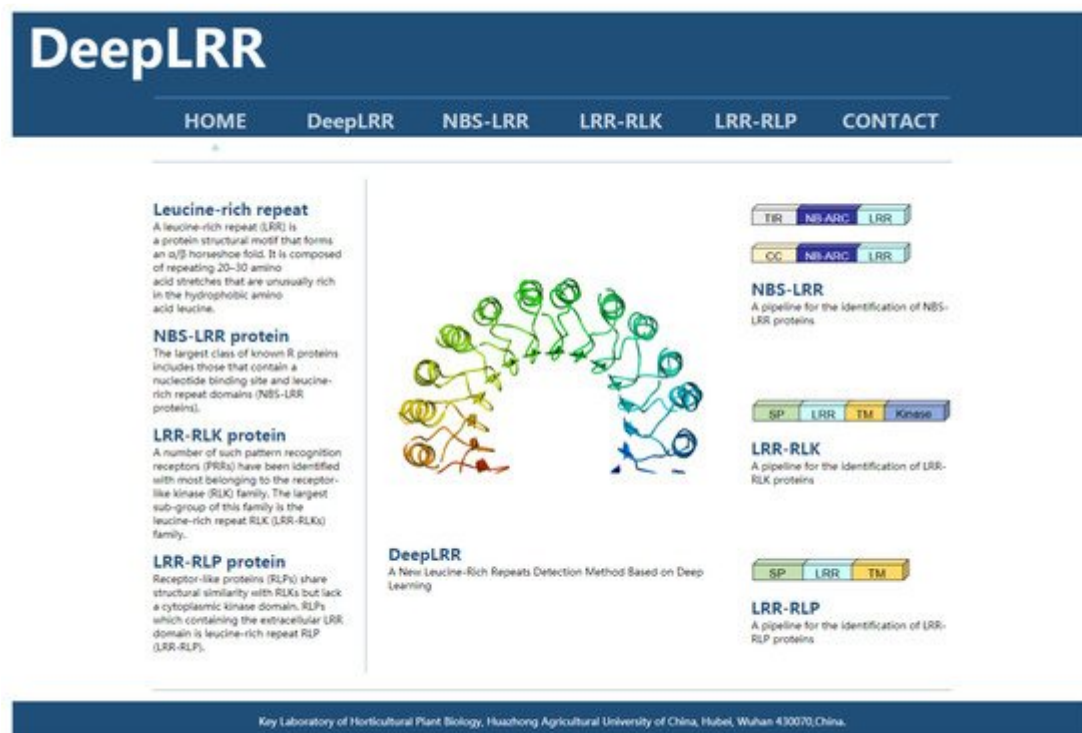 DeepLRR
HOME DeepLRR NBS-LRR LRR-RLK LRR-RLP CONTACT
Leucine-rich repeat
A leucine-rich repeat (LRR) is
a protein structural motif that forms
an α/β horseshoe fold. It is composed
of repeating 20–30 amino
acid stretches that are unusually rich
in the hydrophobic amino
acid leucine.
NBS-LRR protein
The largest class of known R proteins
includes those that contain a
nucleotide binding site and leucine-
rich repeat domains (NBS-LRR
proteins).
LRR-RLK protein
A number of such pattern recognition
receptors (PRRs) have been identified
with most belonging to the receptor-
like kinase (RLK) family. The largest
sub-group of this family is the
leucine-rich repeat RLK (LRR-RLKs)
family.
LRR-RLP protein
Receptor-like proteins (RLPs) share
structural similarity with RLKs but lack
a cytoplasmic kinase domain. RLPs
which containing the extracellular LRR
domain is leucine-rich repeat RLP
(LRR-RLP).
DeepLRR
A New Leucine-Rich Repeats Detection Method Based on Deep
Learning
TIR NB-ARC LRR
CC NB-ARC LRR
NBS-LRR
A pipeline for the identification of NBS-
LRR proteins
SP LRR TM Kinase
LRR-RLK
A pipeline for the identification of LRR-
RLK proteins
SP LRR TM
LRR-RLP
A pipeline for the identification of LRR-
RLP proteins
Key Laboratory of Horticultural Plant Biology, Huazhong Agricultural University of China, Hubei, Wuhan 430070,China.